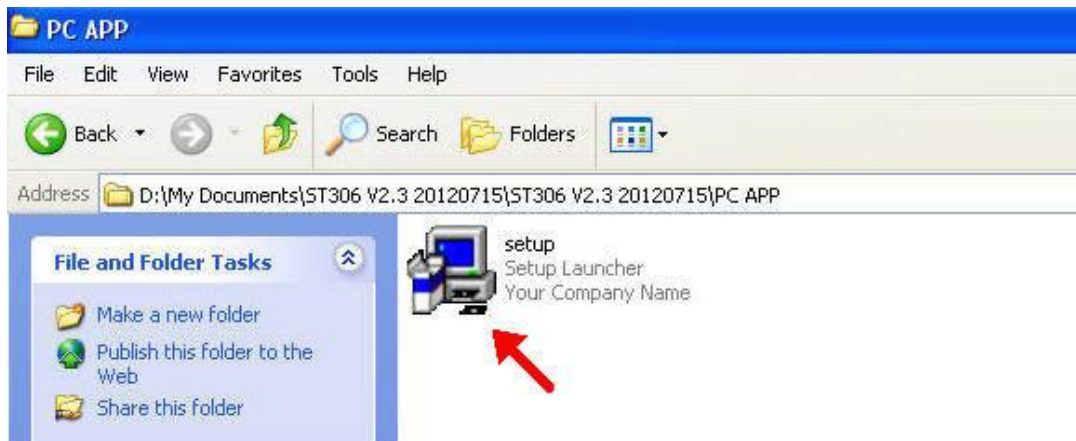 PC APP
File Edit View Favorites Tools Help
Back Search Folders
Address D:\My Documents\ST306 V2.3 20120715\ST306 V2.3 20120715\PC APP
File and Folder Tasks
Make a new folder
Publish this folder to the
Web
Share this folder
setup
Setup Launcher
Your Company Name